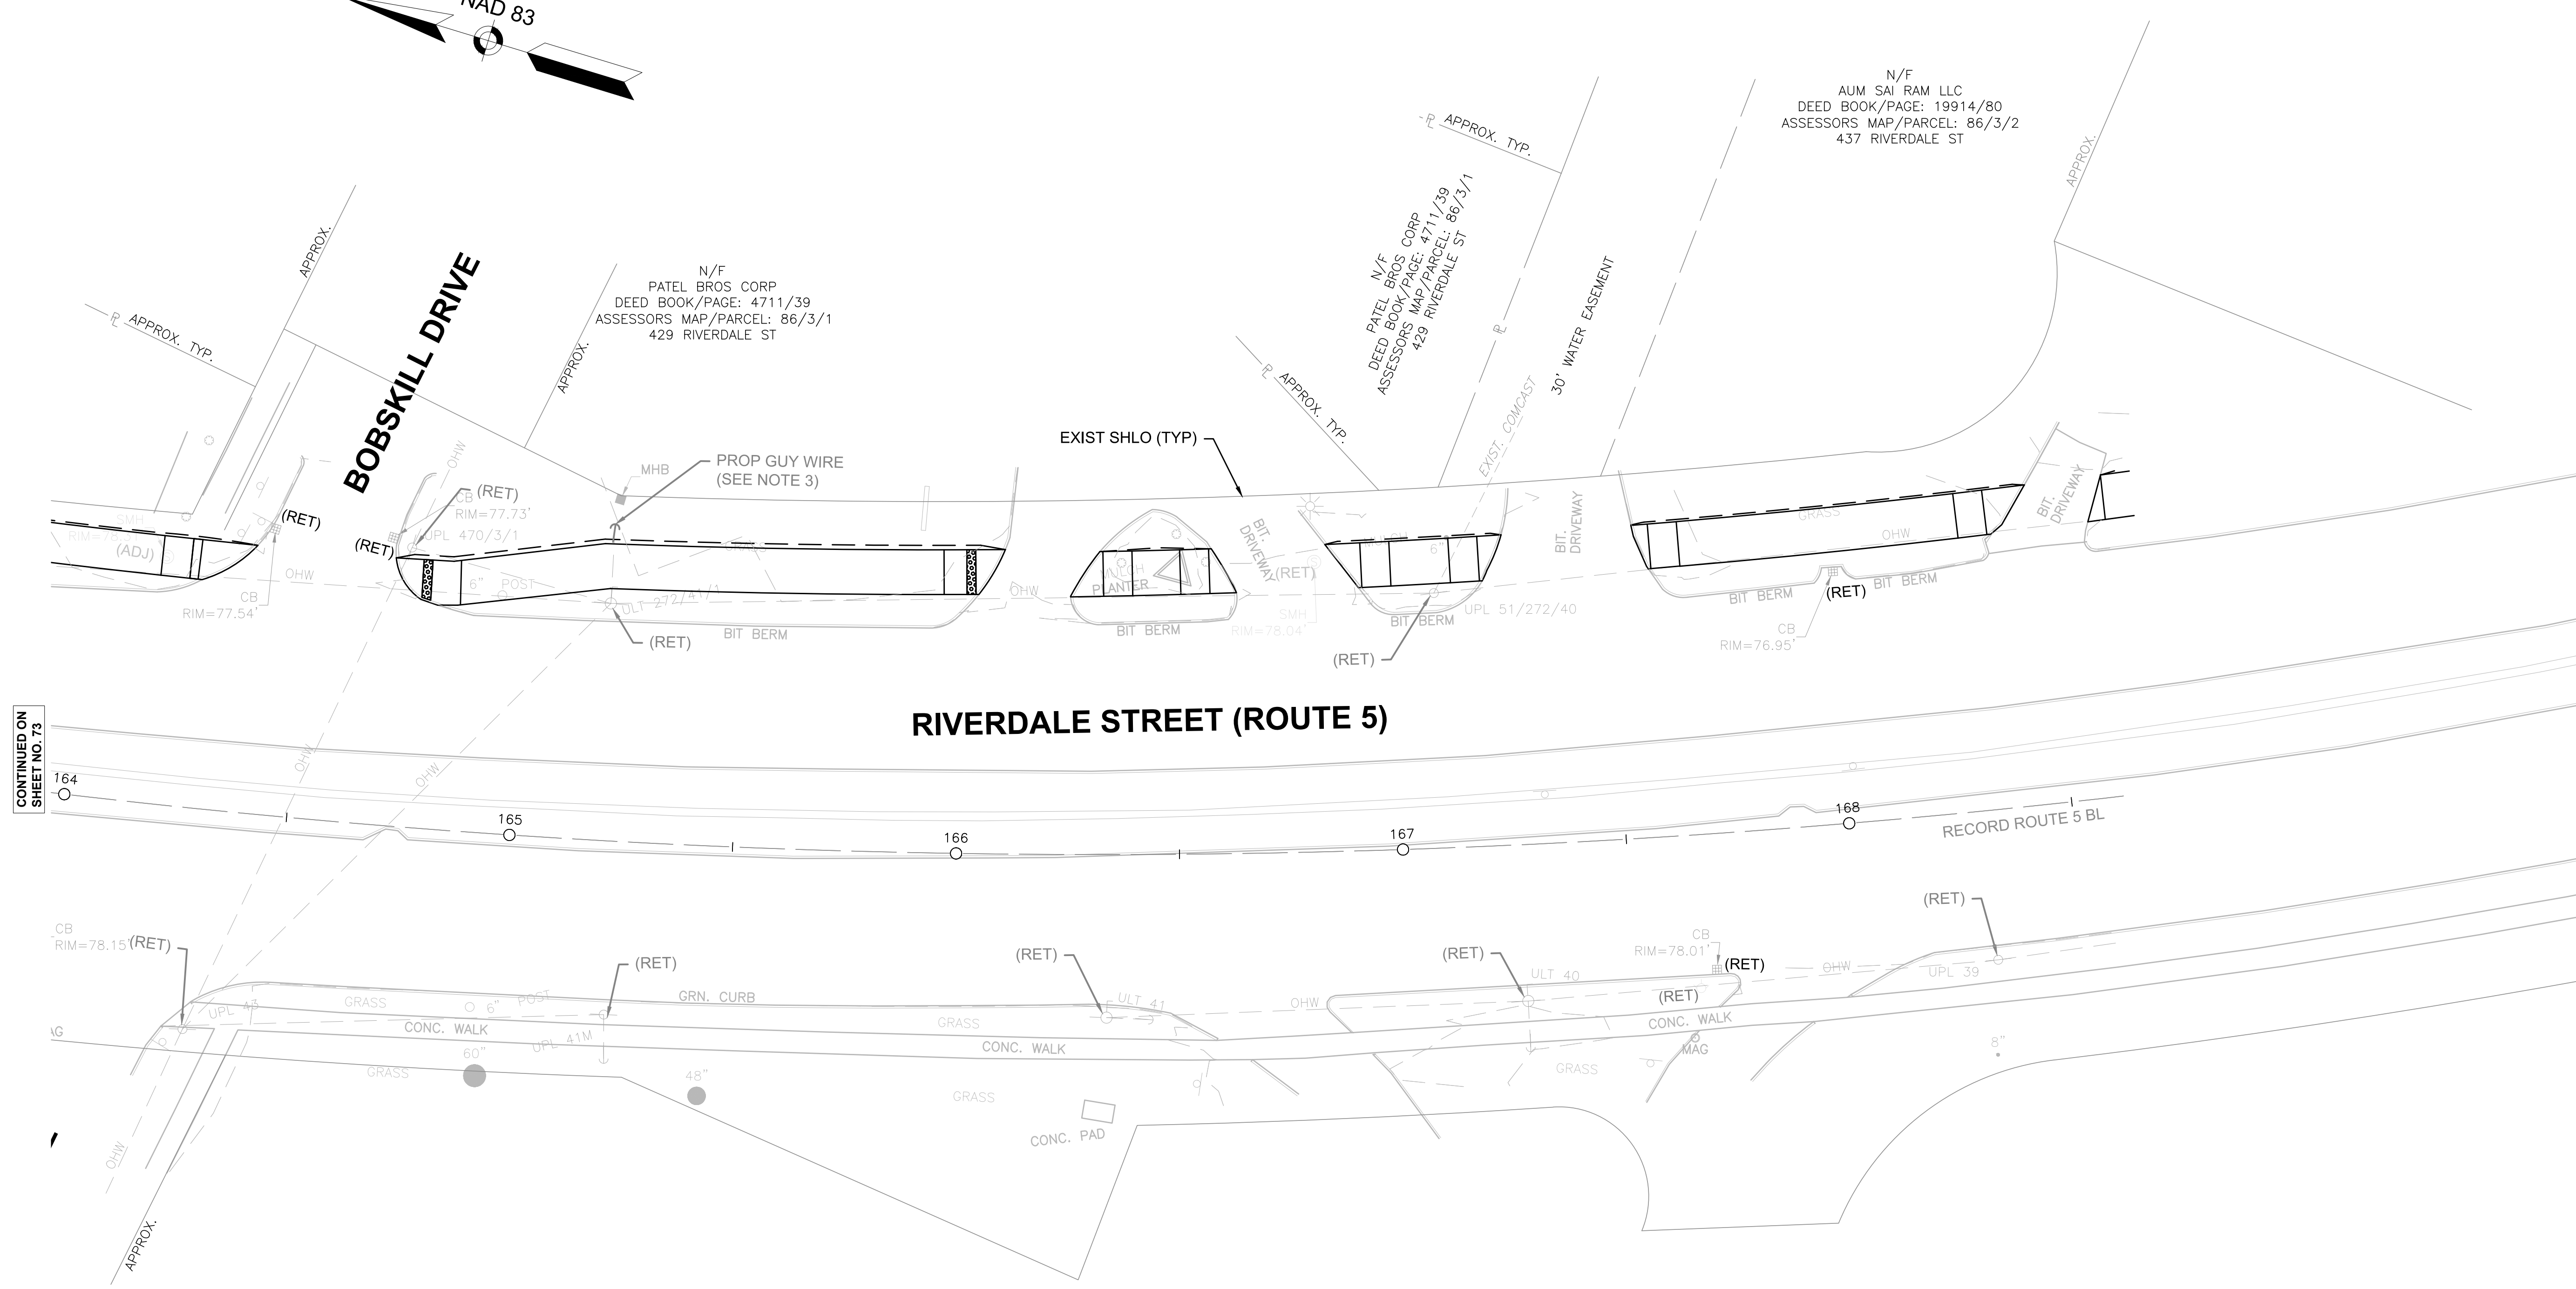 NAD 83
N/F
AUM SAI RAM LLC
DEED BOOK/PAGE: 19914/80
ASSESSORS MAP/PARCEL: 86/3/2
437 RIVERDALE ST
APPROX.
APPROX. TYP.
N/F
PATEL BROS CORP
DEED BOOK/PAGE: 4711/39
ASSESSORS MAP/PARCEL: 86/3/1
429 RIVERDALE ST
30' WATER EASEMENT
EXIST. COMCAST
APPROX. TYP.
APPROX.
N/F
PATEL BROS CORP
DEED BOOK/PAGE: 4711/39
ASSESSORS MAP/PARCEL: 86/3/1
429 RIVERDALE ST
APPROX.
APPROX. TYP.
BOBSKILL DRIVE
EXIST SHLO (TYP)
PROP GUY WIRE
(SEE NOTE 3)
MHB
OHW
(RET)
CB
RIM=77.73'
UPL 470/3/1
(RET)
(RET)
SMH
(ADJ)
OHW
CB
RIM=77.54'
6" POST
ULT 272/41/1
(RET)
BIT BERM
OHW
MULCH
PLANTER
BIT BERM
BIT.
DRIVEWAY
(RET)
SMH
RIM=78.04'
MULCH
6"
BIT BERM
UPL 51/272/40
(RET)
BIT.
DRIVEWAY
GRASS
OHW
BIT BERM
BIT BERM
(RET)
CB
RIM=76.95'
BIT.
DRIVEWAY
RIVERDALE STREET (ROUTE 5)
CONTINUED ON
SHEET NO. 73
OHW
OHW
164
165
166
167
168
RECORD ROUTE 5 BL
CB
RIM=78.15'
(RET)
(RET)
(RET)
(RET)
CB
RIM=78.01'
(RET)
(RET)
(RET)
UPL 43
GRASS
6" POST
GRN. CURB
CONC. WALK
UPL 41M
GRASS
ULT 41
CONC. WALK
OHW
ULT 40
CONC. WALK
OHW
UPL 39
MAG
GRASS
8"
60"
GRASS
48"
GRASS
CONC. PAD
OHW
APPROX.